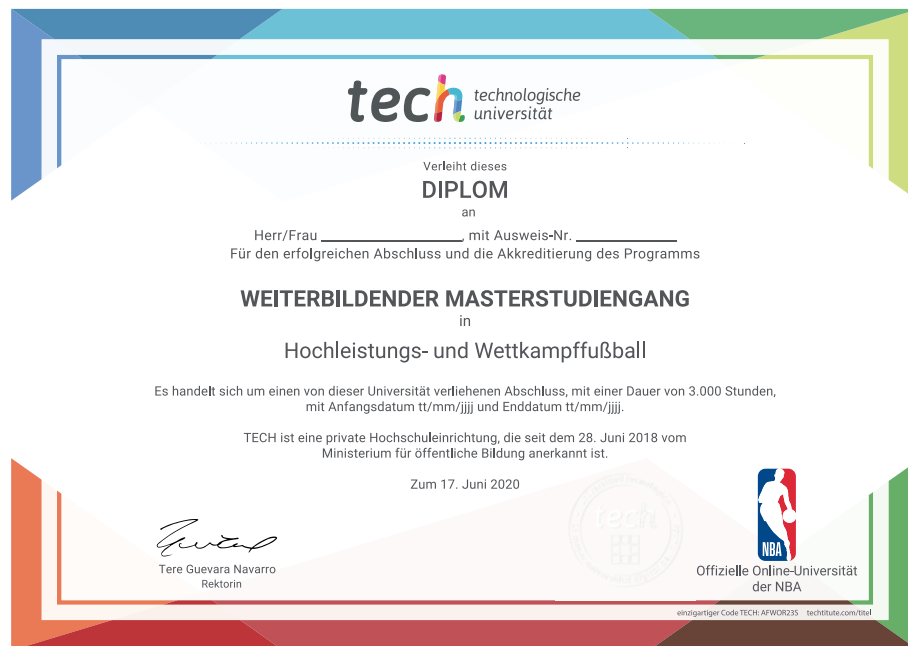 tech technologische
universität
Verleiht dieses
DIPLOM
an
Herr/Frau ____________________, mit Ausweis-Nr. ______________
Für den erfolgreichen Abschluss und die Akkreditierung des Programms
WEITERBILDENDER MASTERSTUDIENGANG
in
Hochleistungs- und Wettkampffußball
Es handelt sich um einen von dieser Universität verliehenen Abschluss, mit einer Dauer von 3.000 Stunden,
mit Anfangsdatum tt/mm/jjjj und Enddatum tt/mm/jjjj.
TECH ist eine private Hochschuleinrichtung, die seit dem 28. Juni 2018 vom
Ministerium für öffentliche Bildung anerkannt ist.
Zum 17. Juni 2020
tech
NBA
Tere Guevara Navarro
Rektorin
Offizielle Online-Universität
der NBA
einzigartiger Code TECH: AFWOR23S techtitute.com/titel